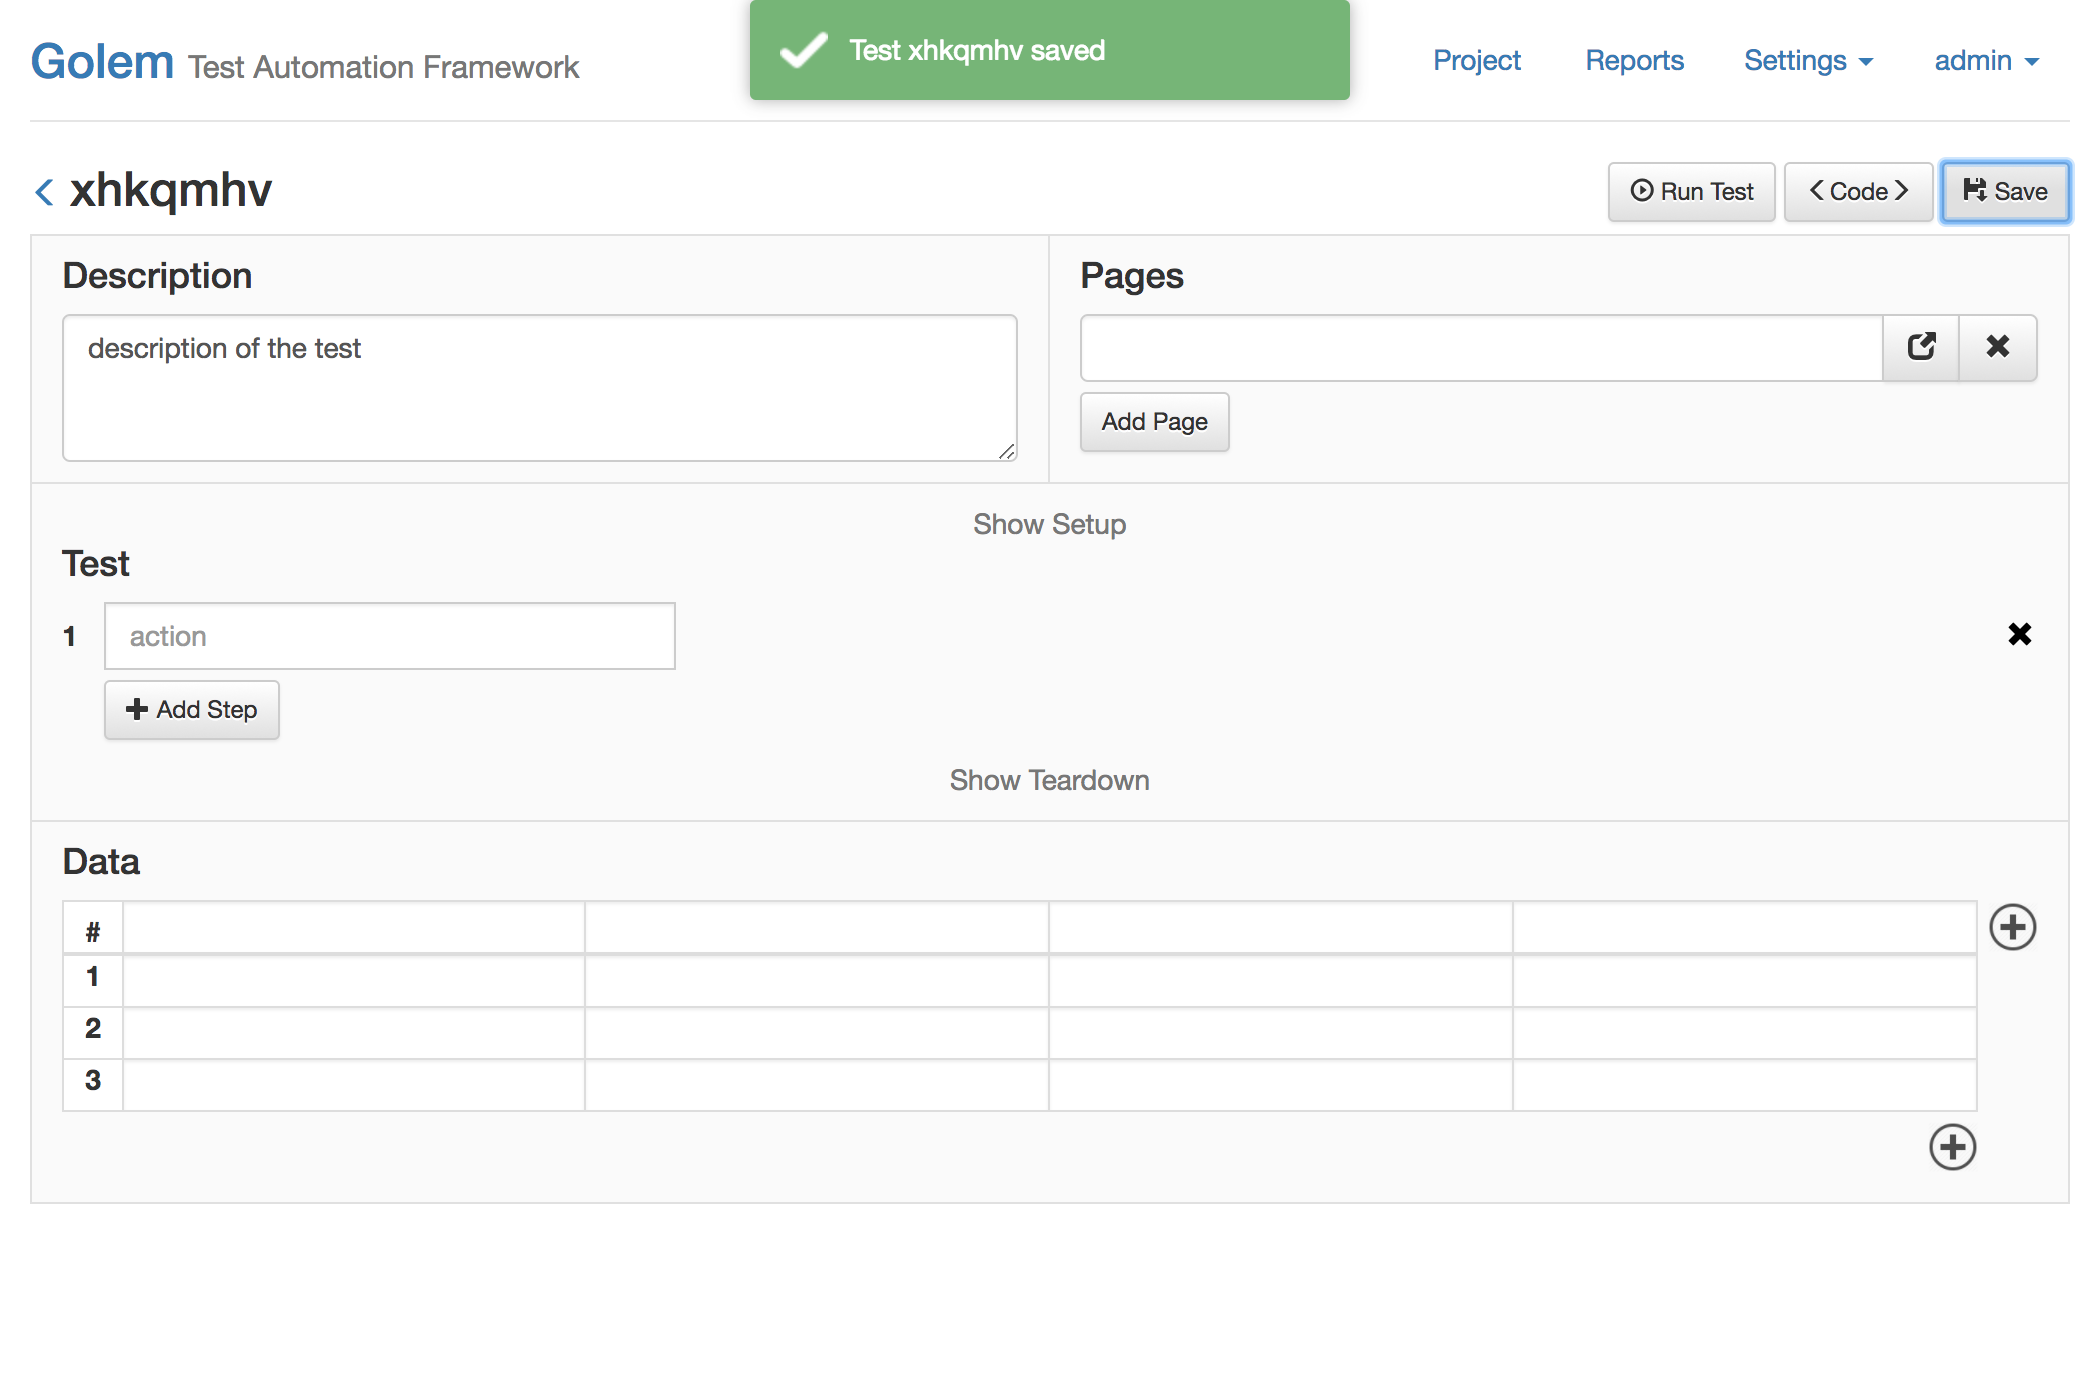 Golem Test Automation Framework
Test xhkqmhv saved
Project Reports Settings admin
xhkqmhv
Run Test
Code
Save
Description
description of the test
Pages
Add Page
Show Setup
Test
1 action
Add Step
Show Teardown
Data
#
1
2
3